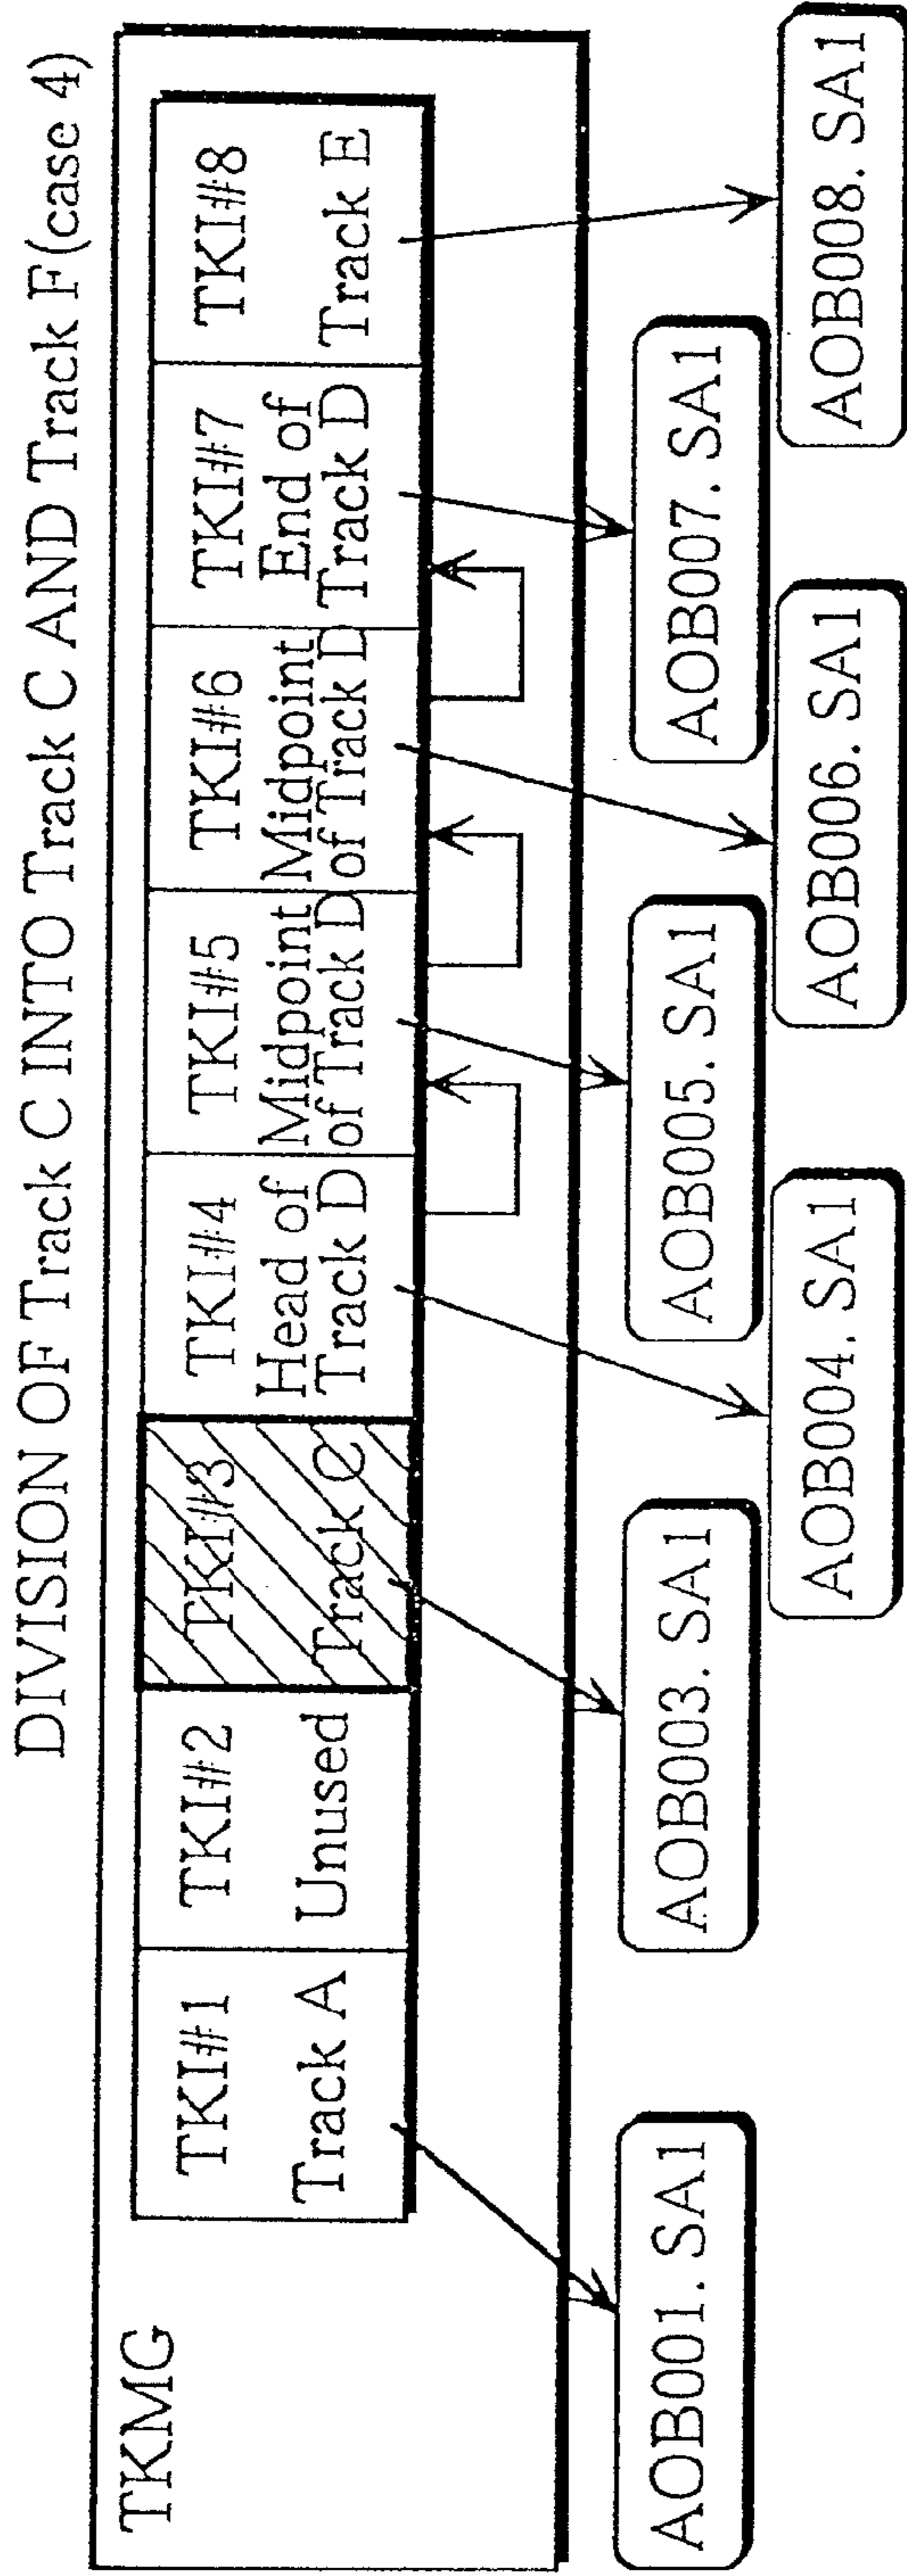 DIVISION OF Track C INTO Track C AND Track F(case 4)
TKMG
TKI#1
Track A
TKI#2
Unused
TKI#3
Track C
TKI#4
Head of
Track D
TKI#5
Midpoint
of Track D
TKI#6
Midpoint
of Track D
TKI#7
End of
Track D
TKI#8
Track E
AOB001. SA1
AOB003. SA1
AOB004. SA1
AOB005. SA1
AOB006. SA1
AOB007. SA1
AOB008. SA1